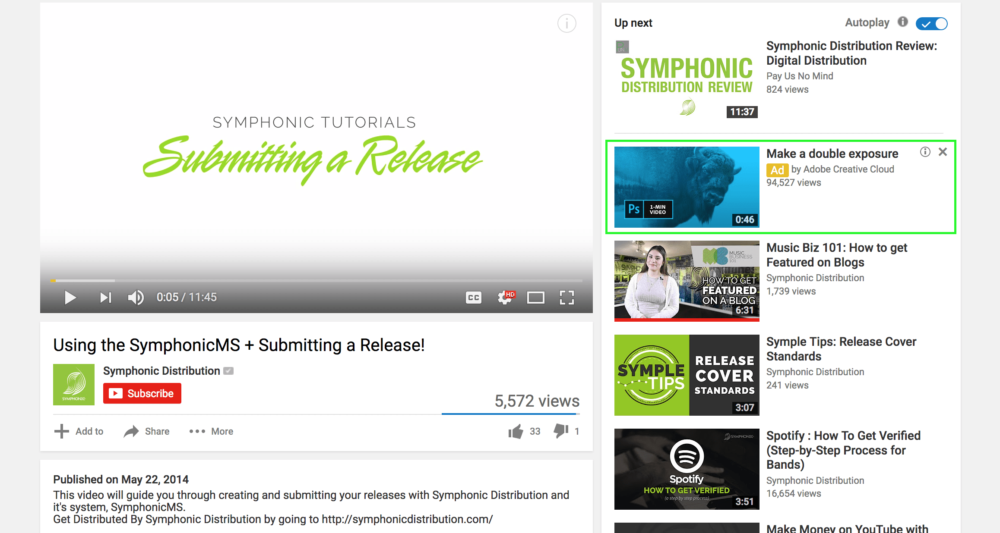 SYMPHONIC TUTORIALS
Submitting a Release
0:05 / 11:45
CC
HD
Using the SymphonicMS + Submitting a Release!
SYMPHONIC
Symphonic Distribution
Subscribe
5,572 views
Add to
Share
More
33
1
Published on May 22, 2014
This video will guide you through creating and submitting your releases with Symphonic Distribution and
it's system, SymphonicMS.
Get Distributed By Symphonic Distribution by going to http://symphonicdistribution.com/
Up next
Autoplay
UN
SYMPHONIC
DISTRIBUTION REVIEW
11:37
Symphonic Distribution Review:
Digital Distribution
Pay Us No Mind
824 views
Ps
1-MIN
VIDEO
0:46
Make a double exposure
Ad by Adobe Creative Cloud
94,527 views
MUSIC
BUSINESS
101
HOW TO GET
FEATURED
ON A BLOG
6:31
Music Biz 101: How to get
Featured on Blogs
Symphonic Distribution
1,739 views
SYMPLE
TIPS
RELEASE
COVER
STANDARDS
3:07
Symple Tips: Release Cover
Standards
Symphonic Distribution
241 views
SYMPHONIC
Spotify
HOW TO GET VERIFIED
(a step by step process)
3:51
Spotify : How To Get Verified
(Step-by-Step Process for
Bands)
Symphonic Distribution
16,654 views
Make Money on YouTube with